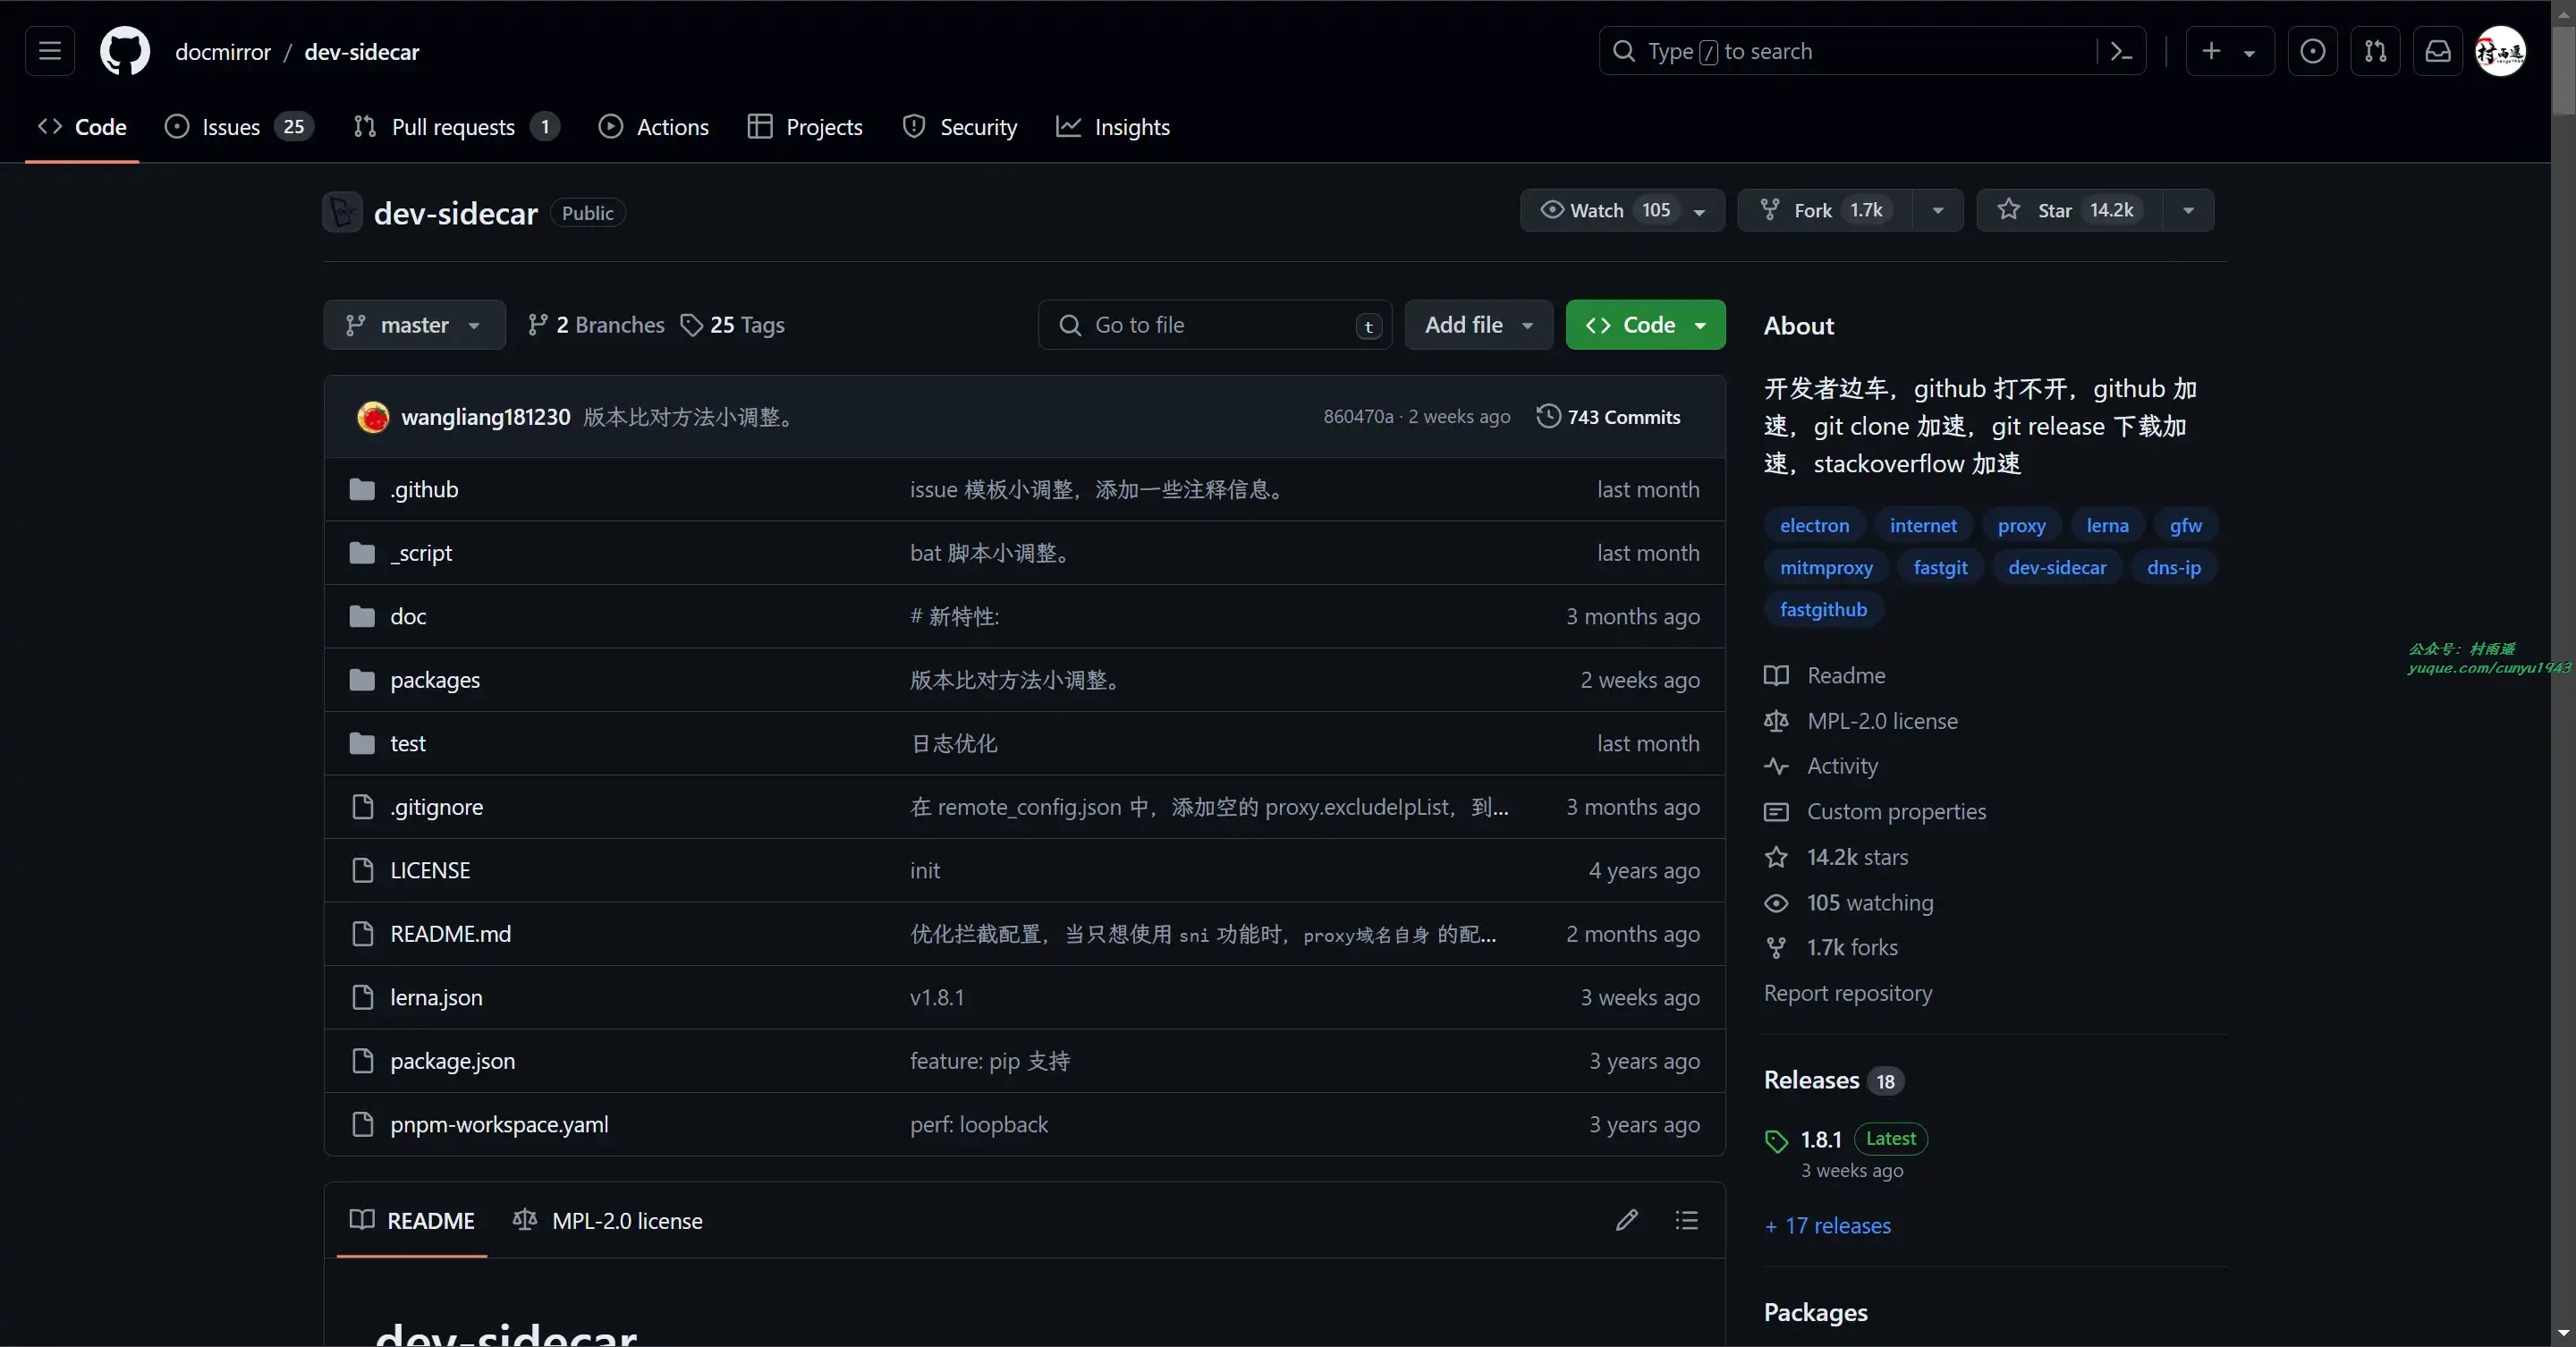 docmirror / dev-sidecar
Type / to search
Code
Issues 25
Pull requests 1
Actions
Projects
Security
Insights
dev-sidecar Public
Watch 105
Fork 1.7k
Star 14.2k
master
2 Branches
25 Tags
Go to file t
Add file
Code
wangliang181230 版本比对方法小调整。 860470a · 2 weeks ago 743 Commits
.github issue 模板小调整，添加一些注释信息。 last month
_script bat 脚本小调整。 last month
doc # 新特性: 3 months ago
packages 版本比对方法小调整。 2 weeks ago
test 日志优化 last month
.gitignore 在 remote_config.json 中，添加空的 proxy.excludeIpList，到... 3 months ago
LICENSE init 4 years ago
README.md 优化拦截配置，当只想使用 sni 功能时，proxy域名自身 的配... 2 months ago
lerna.json v1.8.1 3 weeks ago
package.json feature: pip 支持 3 years ago
pnpm-workspace.yaml perf: loopback 3 years ago
README
MPL-2.0 license
dev-sidecar
About
开发者边车，github 打不开，github 加
速，git clone 加速，git release 下载加
速，stackoverflow 加速
electron internet proxy lerna gfw
mitmproxy fastgit dev-sidecar dns-ip
fastgithub
Readme
MPL-2.0 license
Activity
Custom properties
14.2k stars
105 watching
1.7k forks
Report repository
Releases 18
1.8.1 Latest
3 weeks ago
+ 17 releases
Packages
公众号：村雨遥
yuque.com/cunyu1943